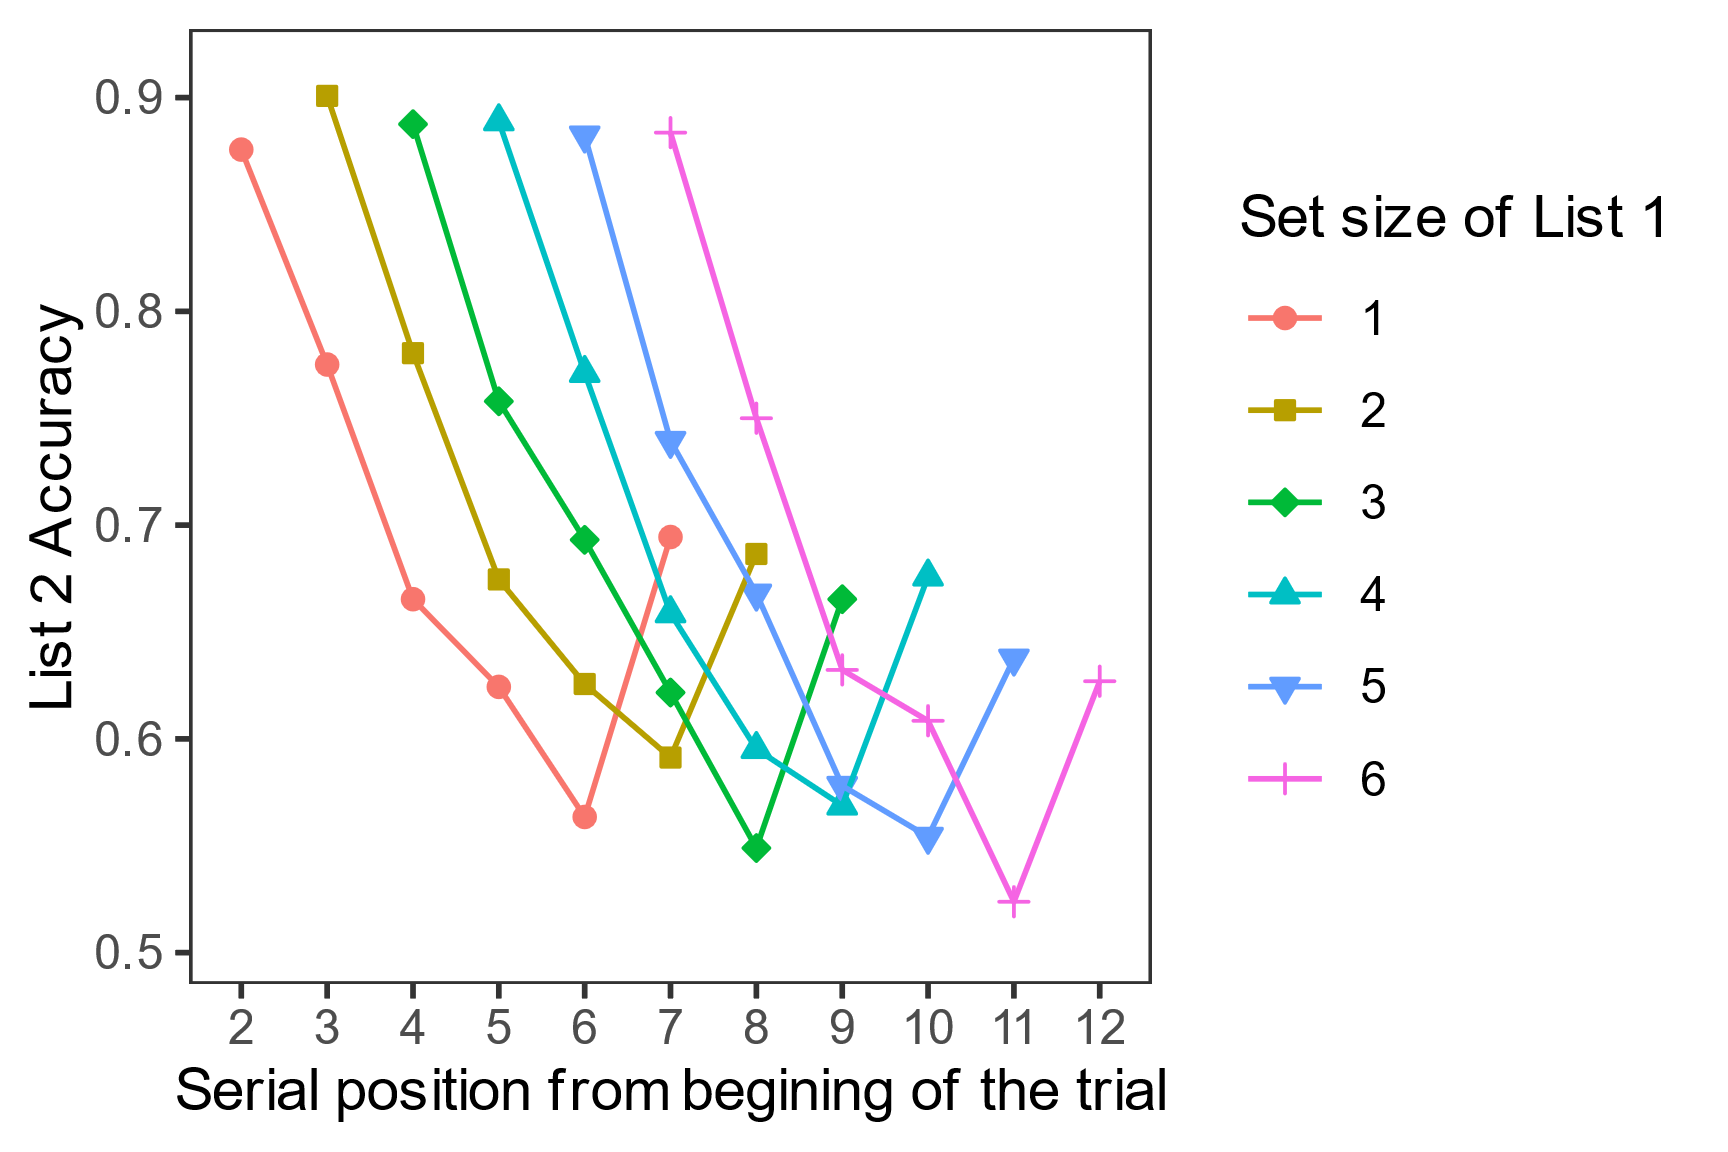 0.9
0.8
0.7
0.6
0.5
List 2 Accuracy
2 3 4 5 6 7 8 9 10 11 12
Serial position from begining of the trial
Set size of List 1
1
2
3
4
5
6